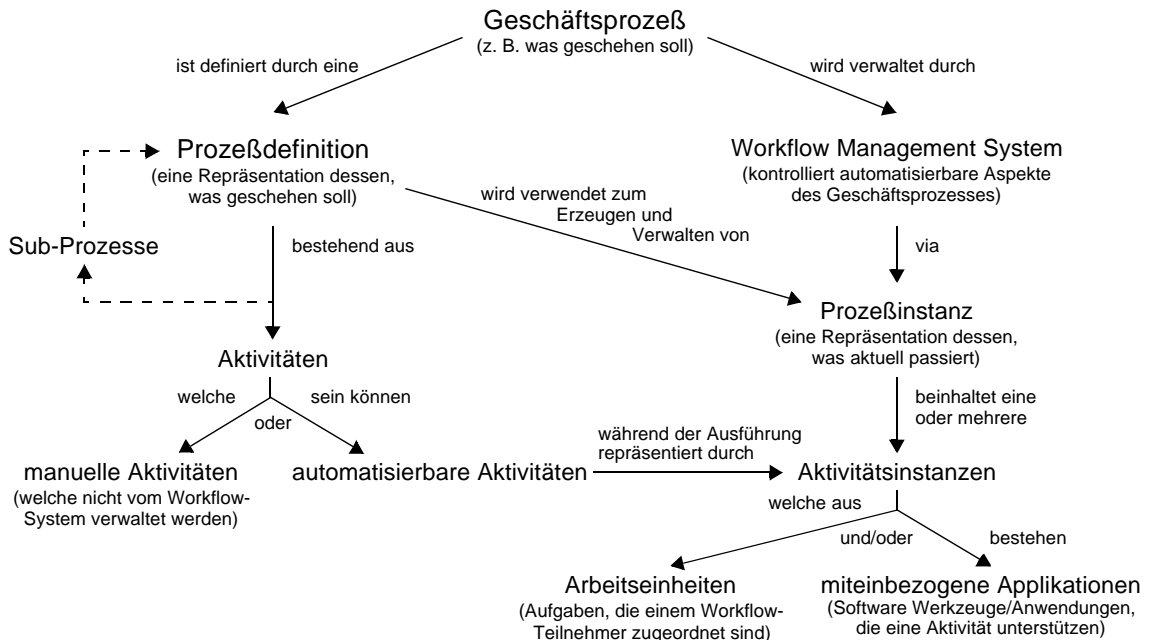 Geschäftsprozeß
(z. B. was geschehen soll)
ist definiert durch eine
wird verwaltet durch
Prozeßdefinition
(eine Repräsentation dessen,
was geschehen soll)
Workflow Management System
(kontrolliert automatisierbare Aspekte
des Geschäftsprozesses)
wird verwendet zum
Erzeugen und
Verwalten von
Sub-Prozesse
bestehend aus
via
Prozeßinstanz
(eine Repräsentation dessen,
was aktuell passiert)
Aktivitäten
welche
sein können
oder
beinhaltet eine
oder mehrere
während der Ausführung
repräsentiert durch
manuelle Aktivitäten
(welche nicht vom Workflow-
System verwaltet werden)
automatisierbare Aktivitäten
Aktivitätsinstanzen
welche aus
und/oder
bestehen
Arbeitseinheiten
(Aufgaben, die einem Workflow-
Teilnehmer zugeordnet sind)
miteinbezogene Applikationen
(Software Werkzeuge/Anwendungen,
die eine Aktivität unterstützen)